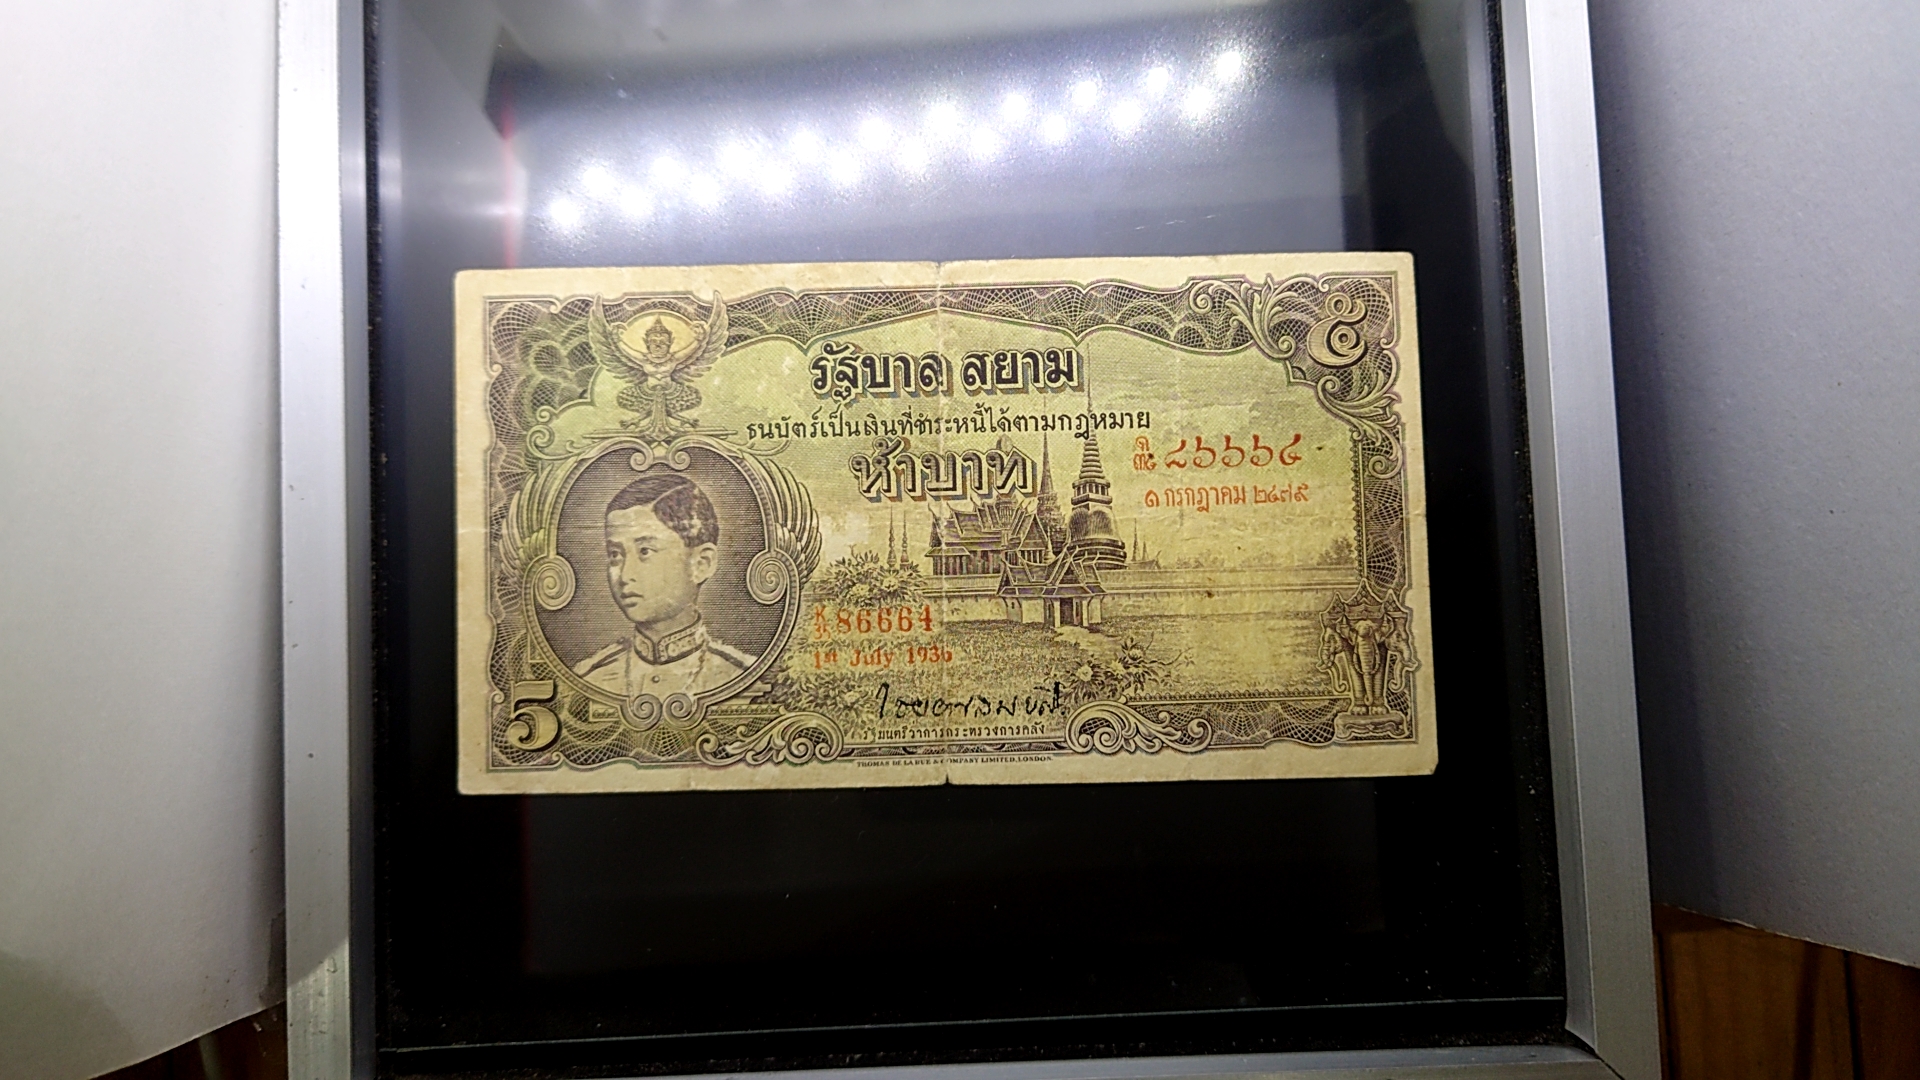 ๕
รัฐบาล สยาม
ธนบัตร์เป็นเงินที่ชำระหนี้ได้ตามกฎหมาย
ห้าบาท
๘๖๖๖๔
๑ กรกฎาคม ๒๔๗๙
86664
1st July 1936
รัฐมนตรีว่าการกระทรวงการคลัง
5
THOMAS DE LA RUE & COMPANY LIMITED, LONDON.